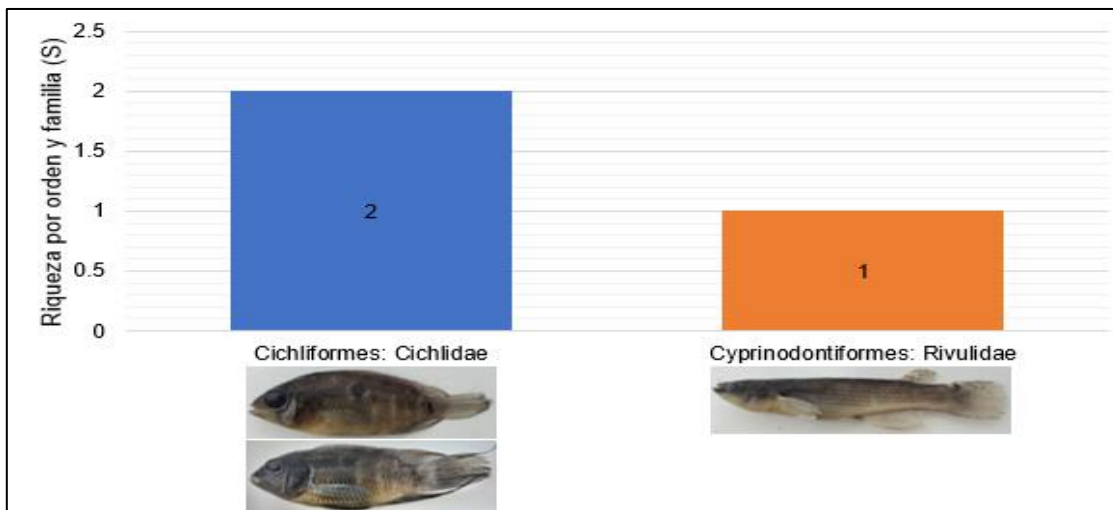 Riqueza por orden y familia (S)
2.5
2
1.5
1
0.5
0
2
1
Cichliformes: Cichlidae
Cyprinodontiformes: Rivulidae